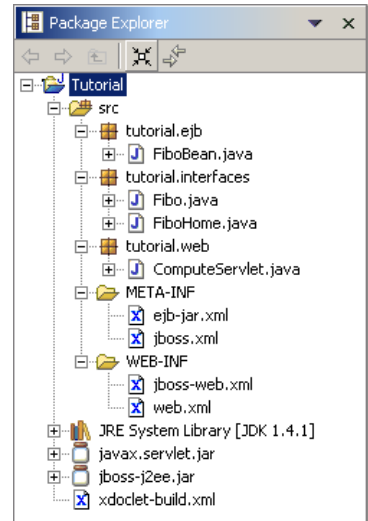 Package Explorer
Tutorial
src
tutorial.ejb
FiboBean.java
tutorial.interfaces
Fibo.java
FiboHome.java
tutorial.web
ComputeServlet.java
META-INF
ejb-jar.xml
jboss.xml
WEB-INF
jboss-web.xml
web.xml
JRE System Library [JDK 1.4.1]
javax.servlet.jar
jboss-j2ee.jar
xdoclet-build.xml